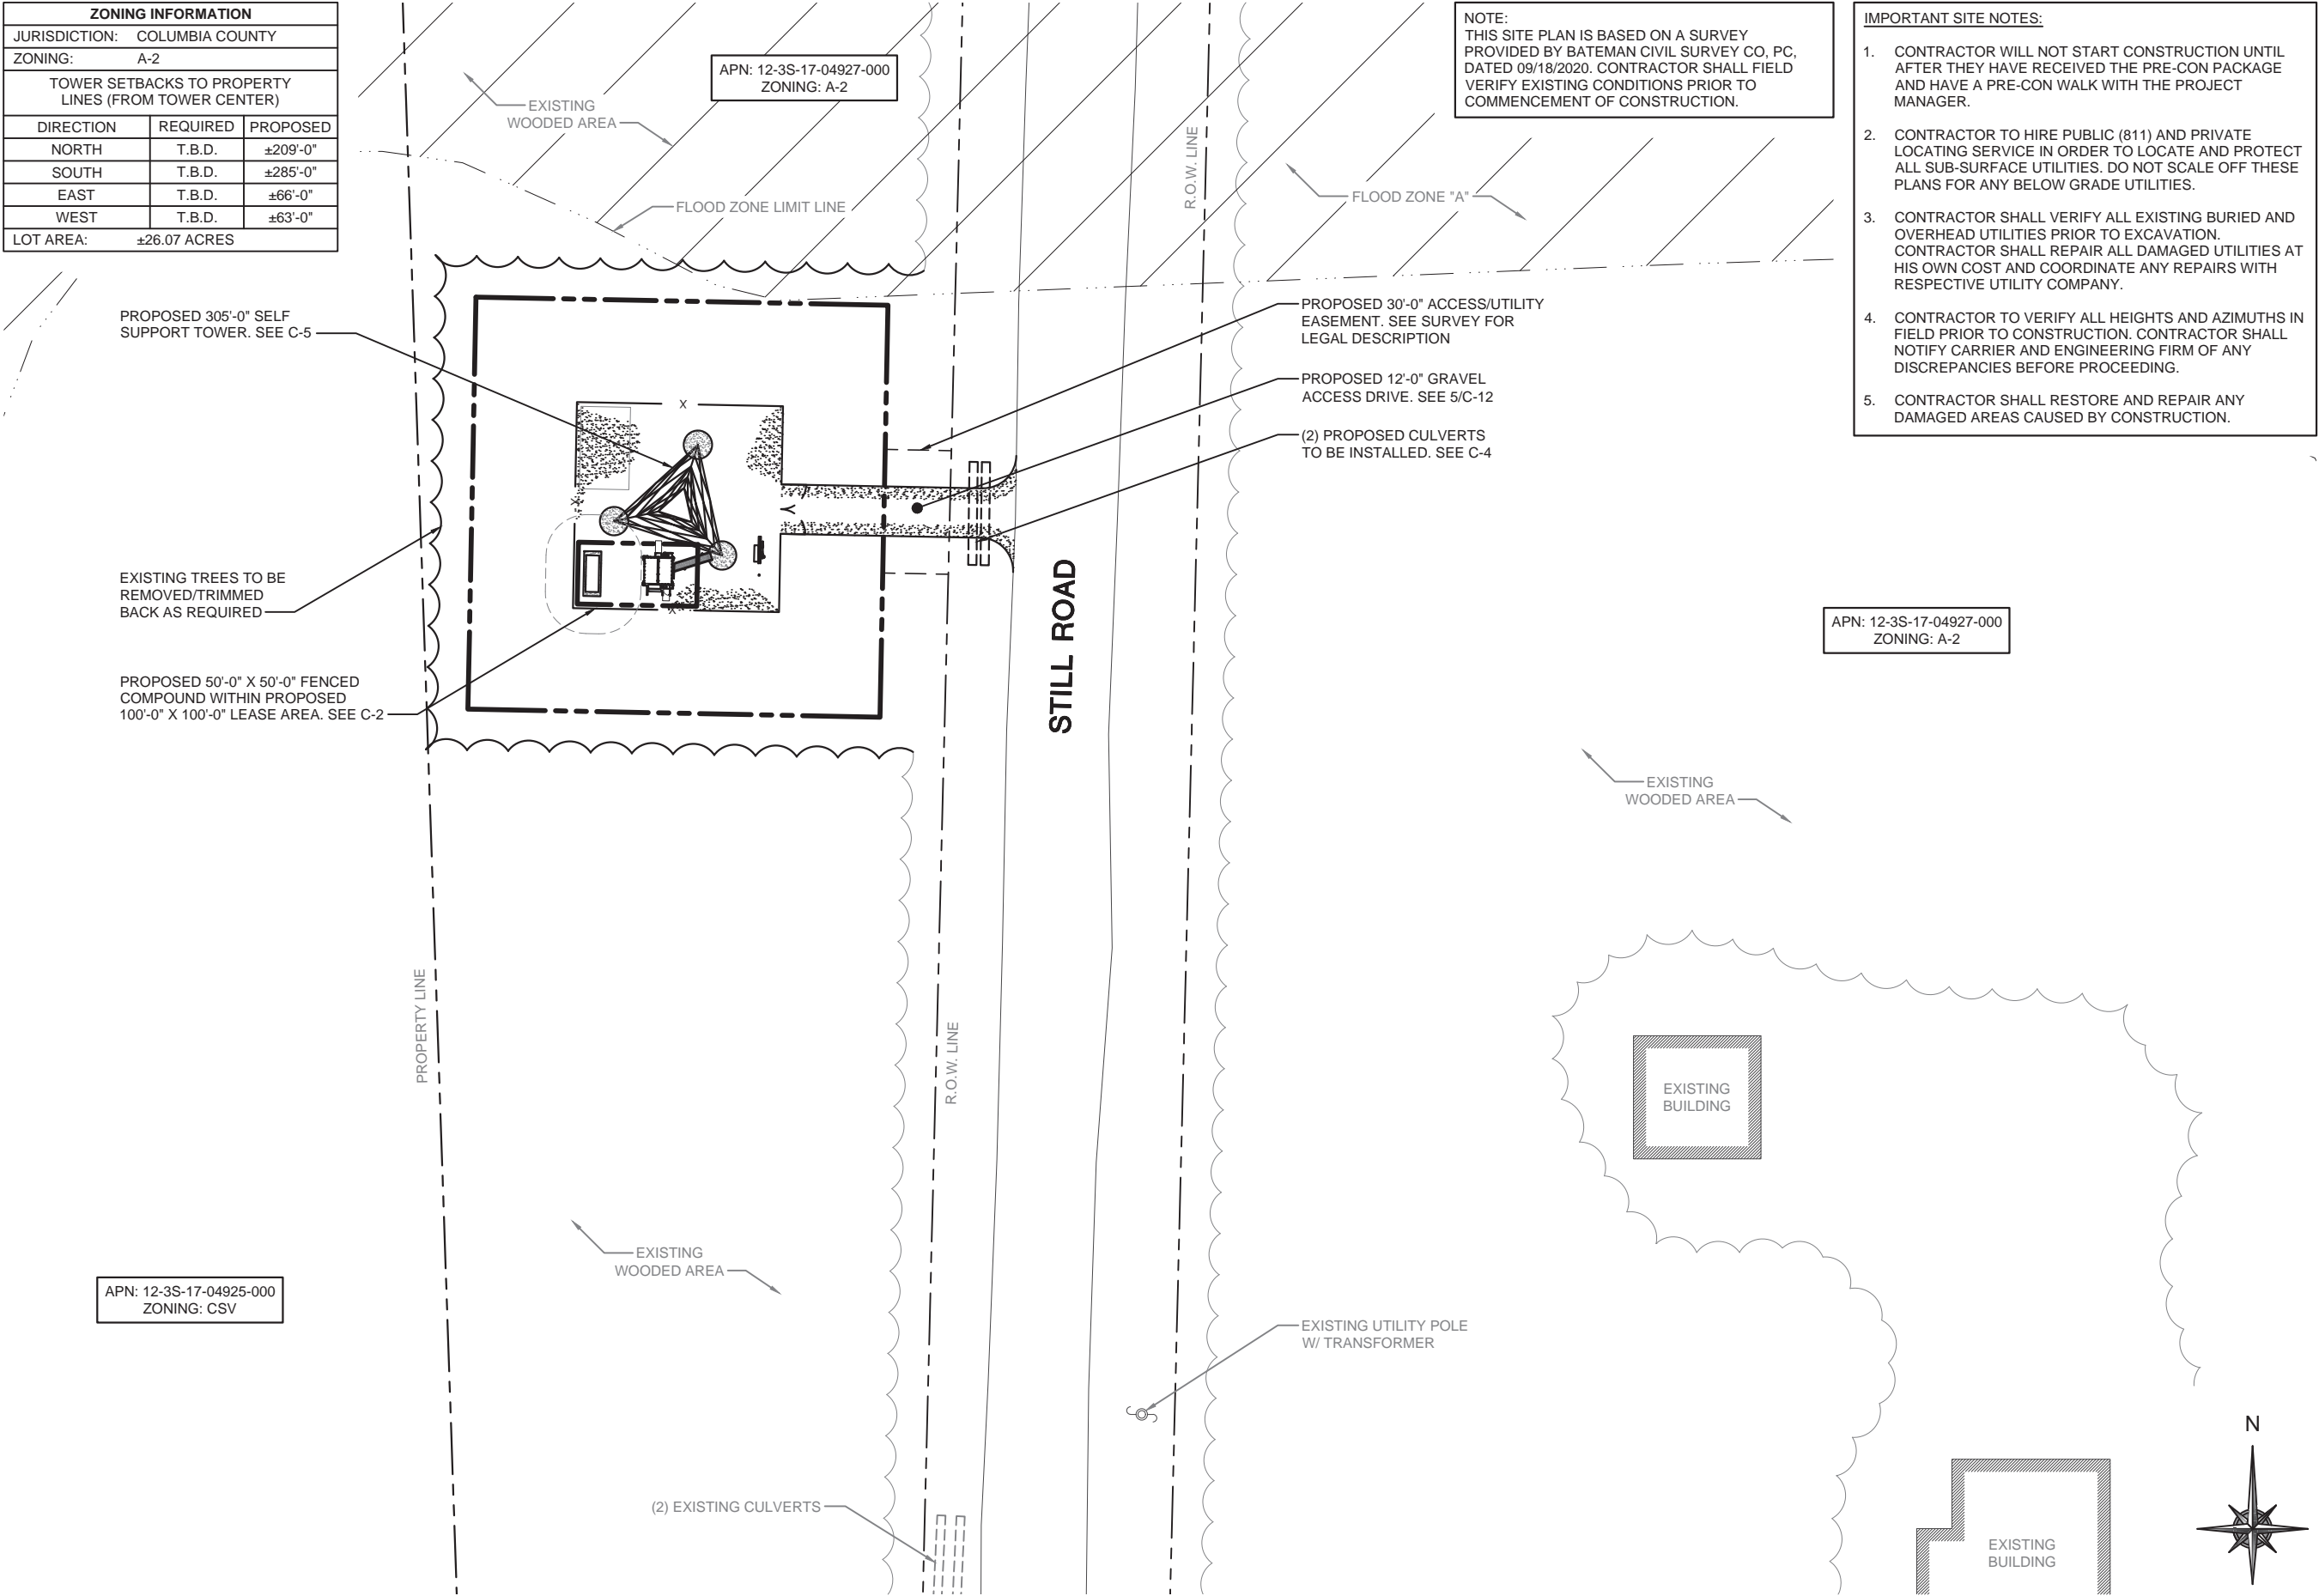 ZONING INFORMATION
JURISDICTION: COLUMBIA COUNTY
ZONING: A-2
TOWER SETBACKS TO PROPERTY
LINES (FROM TOWER CENTER)
DIRECTION REQUIRED PROPOSED
NORTH T.B.D. ±209'-0"
SOUTH T.B.D. ±285'-0"
EAST T.B.D. ±66'-0"
WEST T.B.D. ±63'-0"
LOT AREA: ±26.07 ACRES
APN: 12-3S-17-04927-000
ZONING: A-2
EXISTING
WOODED AREA
FLOOD ZONE LIMIT LINE
R.O.W. LINE
FLOOD ZONE "A"
NOTE:
THIS SITE PLAN IS BASED ON A SURVEY
PROVIDED BY BATEMAN CIVIL SURVEY CO, PC,
DATED 09/18/2020. CONTRACTOR SHALL FIELD
VERIFY EXISTING CONDITIONS PRIOR TO
COMMENCEMENT OF CONSTRUCTION.
IMPORTANT SITE NOTES:
1. CONTRACTOR WILL NOT START CONSTRUCTION UNTIL
AFTER THEY HAVE RECEIVED THE PRE-CON PACKAGE
AND HAVE A PRE-CON WALK WITH THE PROJECT
MANAGER.
2. CONTRACTOR TO HIRE PUBLIC (811) AND PRIVATE
LOCATING SERVICE IN ORDER TO LOCATE AND PROTECT
ALL SUB-SURFACE UTILITIES. DO NOT SCALE OFF THESE
PLANS FOR ANY BELOW GRADE UTILITIES.
3. CONTRACTOR SHALL VERIFY ALL EXISTING BURIED AND
OVERHEAD UTILITIES PRIOR TO EXCAVATION.
CONTRACTOR SHALL REPAIR ALL DAMAGED UTILITIES AT
HIS OWN COST AND COORDINATE ANY REPAIRS WITH
RESPECTIVE UTILITY COMPANY.
4. CONTRACTOR TO VERIFY ALL HEIGHTS AND AZIMUTHS IN
FIELD PRIOR TO CONSTRUCTION. CONTRACTOR SHALL
NOTIFY CARRIER AND ENGINEERING FIRM OF ANY
DISCREPANCIES BEFORE PROCEEDING.
5. CONTRACTOR SHALL RESTORE AND REPAIR ANY
DAMAGED AREAS CAUSED BY CONSTRUCTION.
PROPOSED 305'-0" SELF
SUPPORT TOWER. SEE C-5
X
X
X
PROPOSED 30'-0" ACCESS/UTILITY
EASEMENT. SEE SURVEY FOR
LEGAL DESCRIPTION
PROPOSED 12'-0" GRAVEL
ACCESS DRIVE. SEE 5/C-12
(2) PROPOSED CULVERTS
TO BE INSTALLED. SEE C-4
EXISTING TREES TO BE
REMOVED/TRIMMED
BACK AS REQUIRED
PROPOSED 50'-0" X 50'-0" FENCED
COMPOUND WITHIN PROPOSED
100'-0" X 100'-0" LEASE AREA. SEE C-2
STILL ROAD
APN: 12-3S-17-04927-000
ZONING: A-2
EXISTING
WOODED AREA
PROPERTY LINE
R.O.W. LINE
EXISTING
BUILDING
EXISTING
WOODED AREA
APN: 12-3S-17-04925-000
ZONING: CSV
EXISTING UTILITY POLE
W/ TRANSFORMER
(2) EXISTING CULVERTS
EXISTING
BUILDING
N